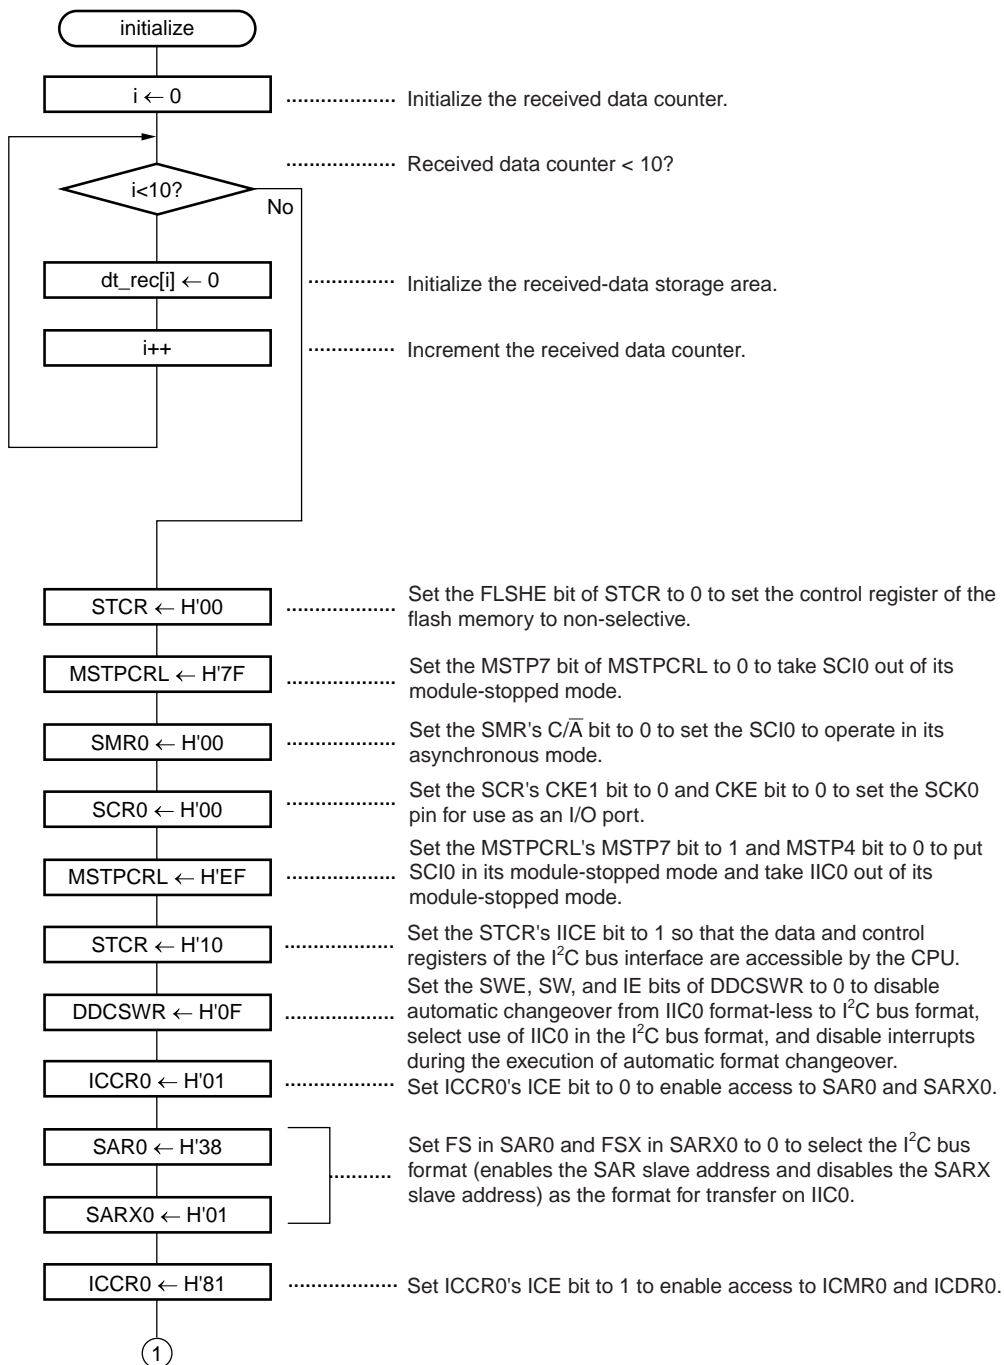 initialize
i ← 0
Initialize the received data counter.
Received data counter < 10?
i<10?
No
dt_rec[i] ← 0
Initialize the received-data storage area.
i++
Increment the received data counter.
STCR ← H'00
Set the FLSHE bit of STCR to 0 to set the control register of the
flash memory to non-selective.
MSTPCRL ← H'7F
Set the MSTP7 bit of MSTPCRL to 0 to take SCI0 out of its
module-stopped mode.
SMR0 ← H'00
Set the SMR's C/A̅ bit to 0 to set the SCI0 to operate in its
asynchronous mode.
SCR0 ← H'00
Set the SCR's CKE1 bit to 0 and CKE bit to 0 to set the SCK0
pin for use as an I/O port.
MSTPCRL ← H'EF
Set the MSTPCRL's MSTP7 bit to 1 and MSTP4 bit to 0 to put
SCI0 in its module-stopped mode and take IIC0 out of its
module-stopped mode.
STCR ← H'10
Set the STCR's IICE bit to 1 so that the data and control
registers of the I²C bus interface are accessible by the CPU.
DDCSWR ← H'0F
Set the SWE, SW, and IE bits of DDCSWR to 0 to disable
automatic changeover from IIC0 format-less to I²C bus format,
select use of IIC0 in the I²C bus format, and disable interrupts
during the execution of automatic format changeover.
ICCR0 ← H'01
Set ICCR0's ICE bit to 0 to enable access to SAR0 and SARX0.
SAR0 ← H'38
Set FS in SAR0 and FSX in SARX0 to 0 to select the I²C bus
format (enables the SAR slave address and disables the SARX
slave address) as the format for transfer on IIC0.
SARX0 ← H'01
ICCR0 ← H'81
Set ICCR0's ICE bit to 1 to enable access to ICMR0 and ICDR0.
1